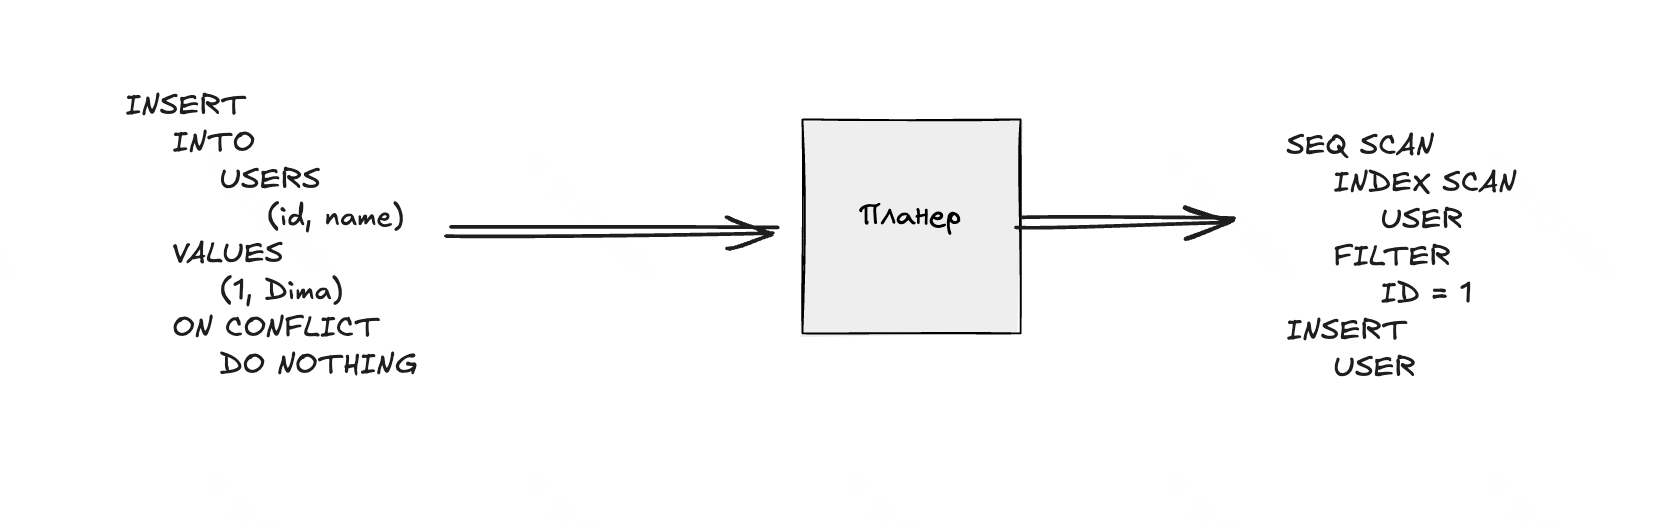 INSERT
INTO
USERS
(id, name)
VALUES
(1, Dima)
ON CONFLICT
DO NOTHING
Планер
SEQ SCAN
INDEX SCAN
USER
FILTER
ID = 1
INSERT
USER